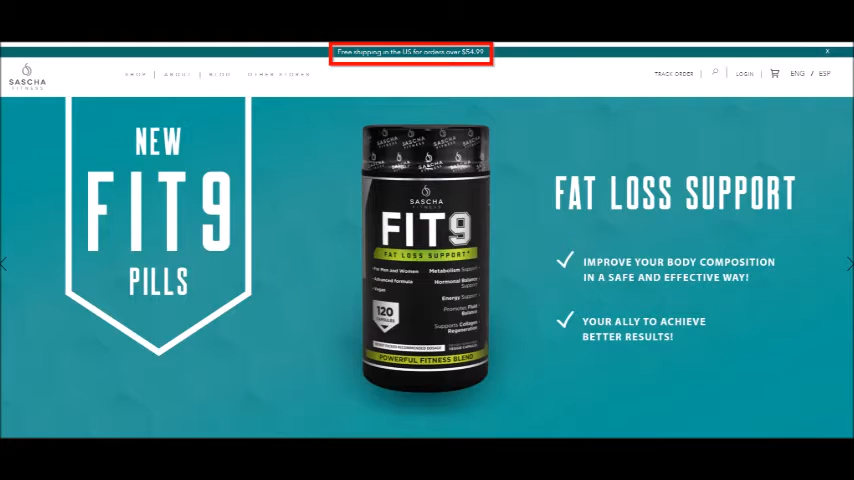 Free shipping in the US for orders over $54.99
X
SASCHA
FITNESS
SHOP | ABOUT | BLOG OTHER STORES
TRACK ORDER | | LOGIN | ENG / ESP
NEW
FIT9
PILLS
SASCHA
FITNESS
FIT9
FAT LOSS SUPPORT*
For Men and Women
Advanced formula
Vegan
Metabolism Support
Hormonal Balance
Support
Energy Support
Promotes Fluid
Balance
Supports Collagen
Regeneration
120
CAPSULES
POWERFUL FITNESS BLEND
FAT LOSS SUPPORT
IMPROVE YOUR BODY COMPOSITION
IN A SAFE AND EFFECTIVE WAY!
YOUR ALLY TO ACHIEVE
BETTER RESULTS!